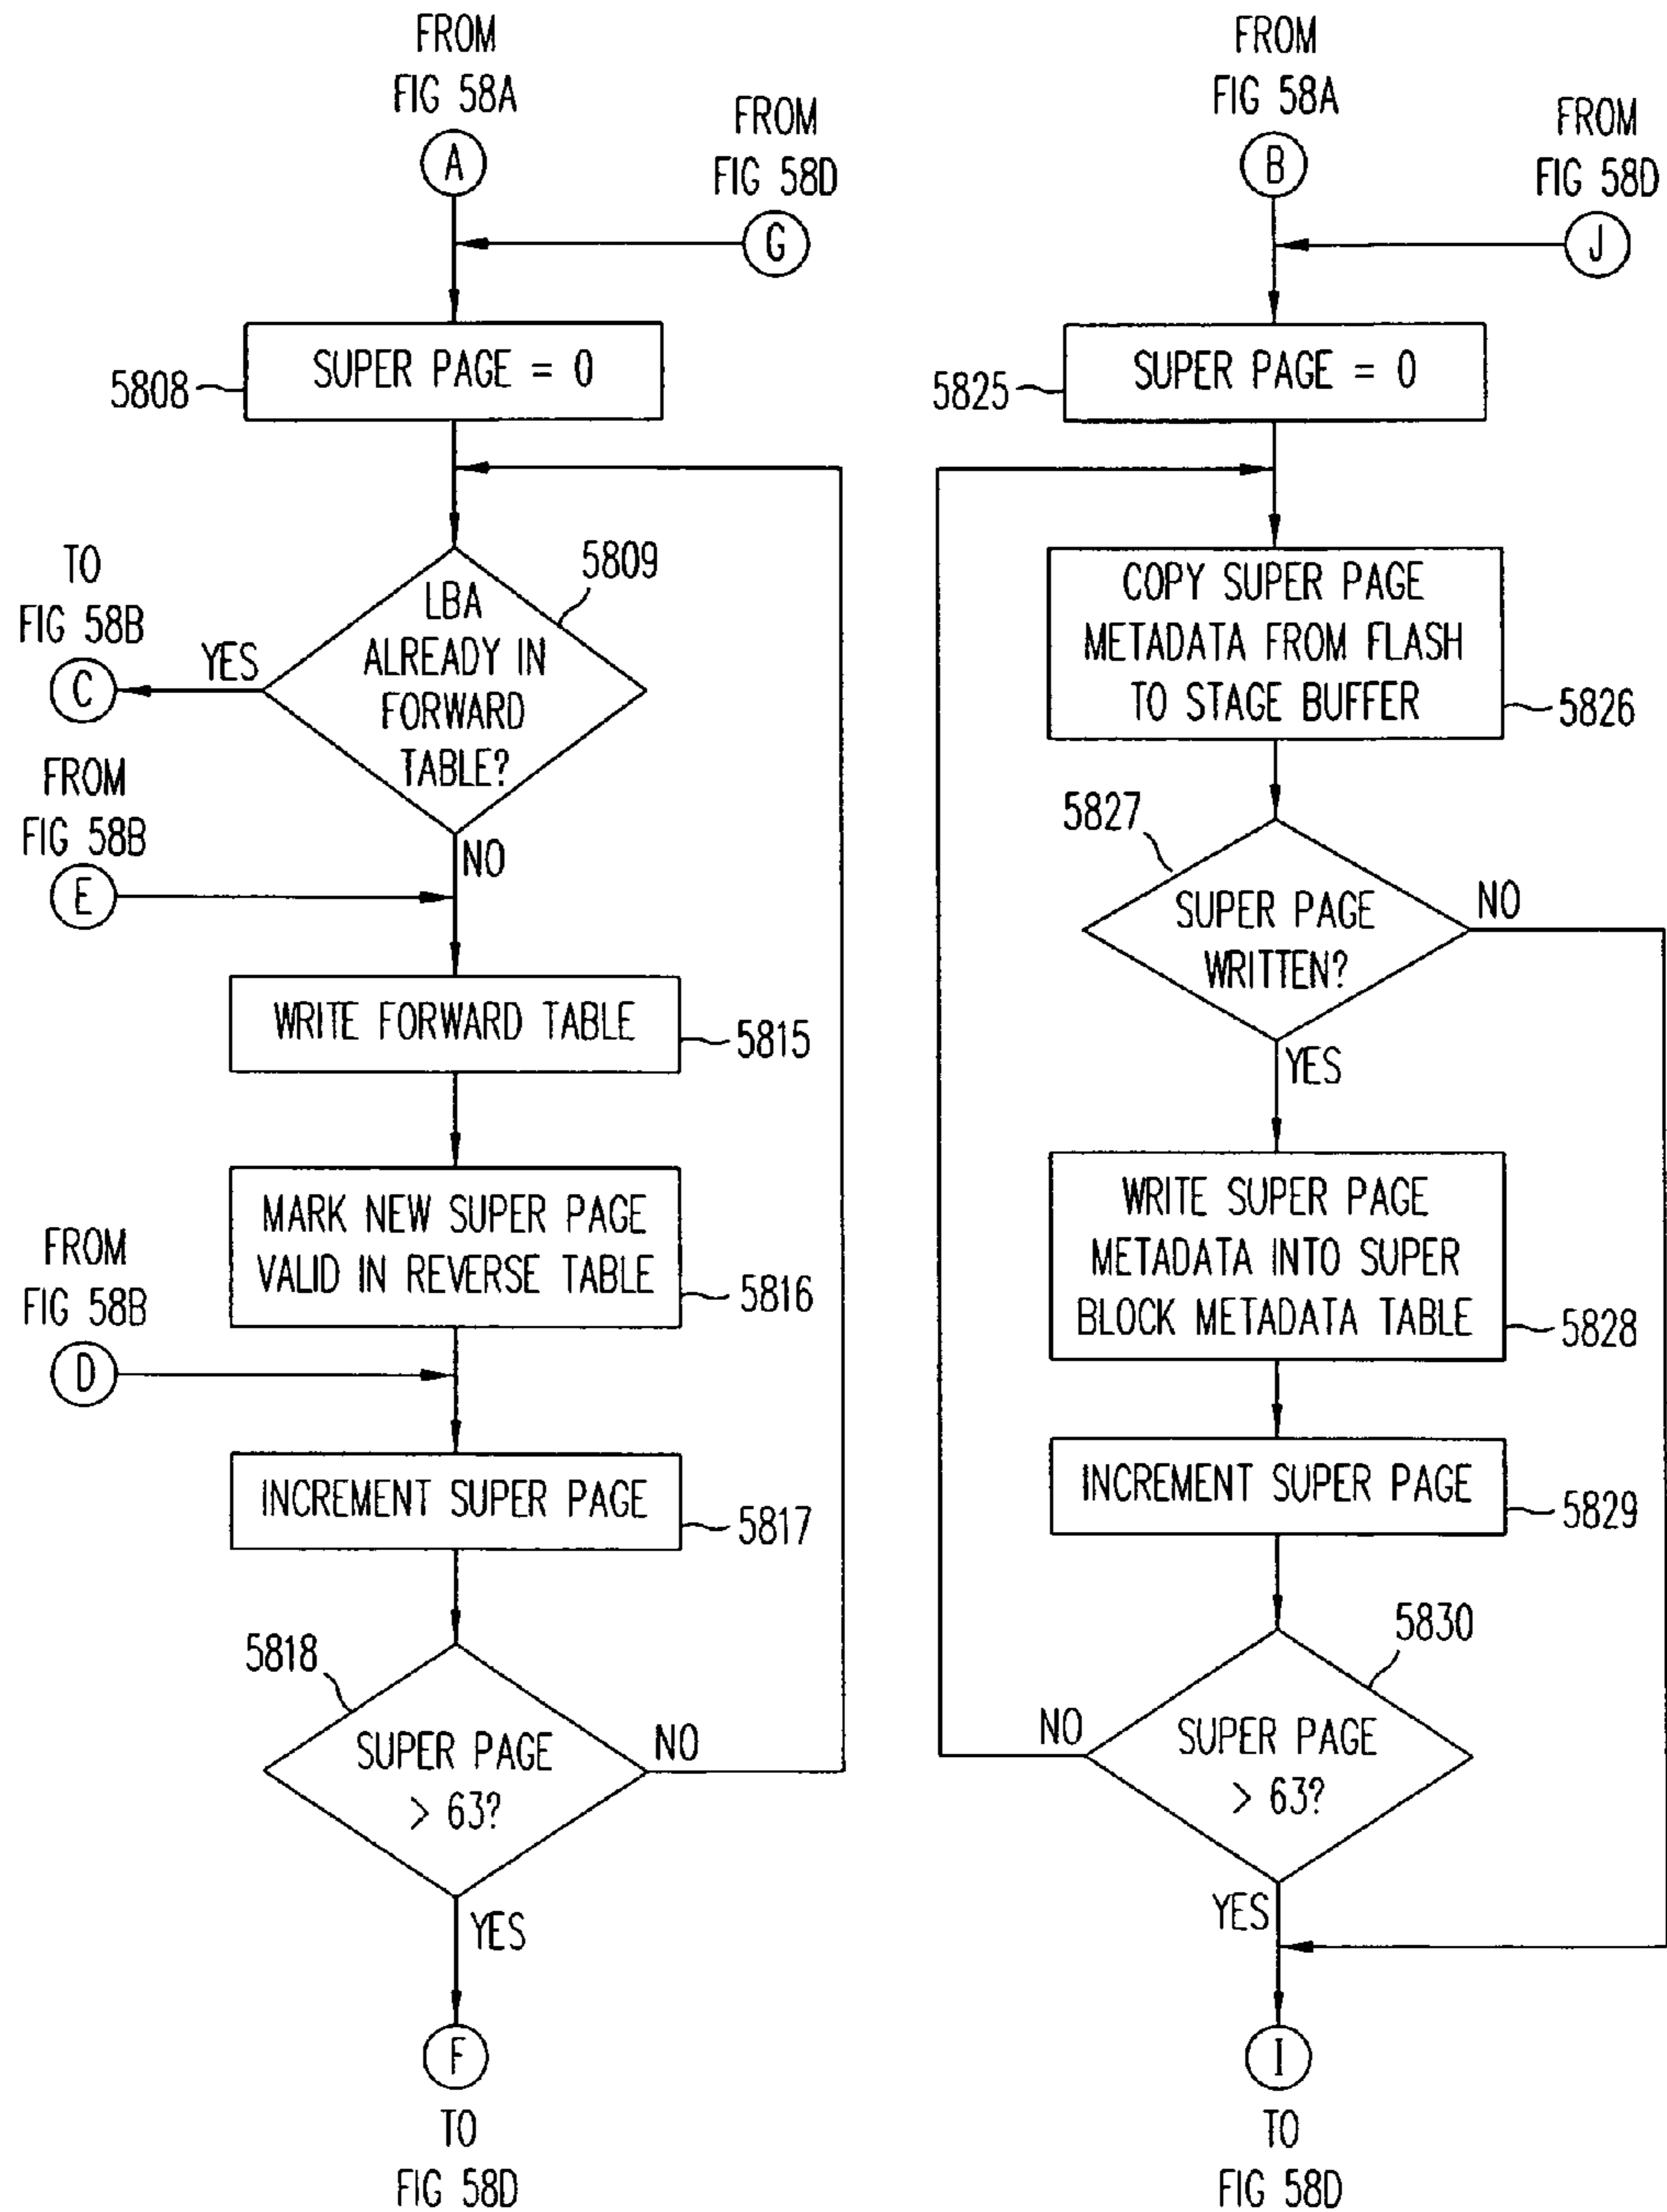 FROM
FIG 58A
A
FROM
FIG 58D
G
SUPER PAGE = 0
5808
LBA
ALREADY IN
FORWARD
TABLE?
5809
YES
TO
FIG 58B
C
NO
FROM
FIG 58B
E
WRITE FORWARD TABLE
5815
MARK NEW SUPER PAGE
VALID IN REVERSE TABLE
5816
FROM
FIG 58B
D
INCREMENT SUPER PAGE
5817
5818
SUPER PAGE
> 63?
NO
YES
F
TO
FIG 58D
FROM
FIG 58A
B
FROM
FIG 58D
J
SUPER PAGE = 0
5825
COPY SUPER PAGE
METADATA FROM FLASH
TO STAGE BUFFER
5826
5827
SUPER PAGE
WRITTEN?
NO
YES
WRITE SUPER PAGE
METADATA INTO SUPER
BLOCK METADATA TABLE
5828
INCREMENT SUPER PAGE
5829
5830
SUPER PAGE
> 63?
NO
YES
I
TO
FIG 58D